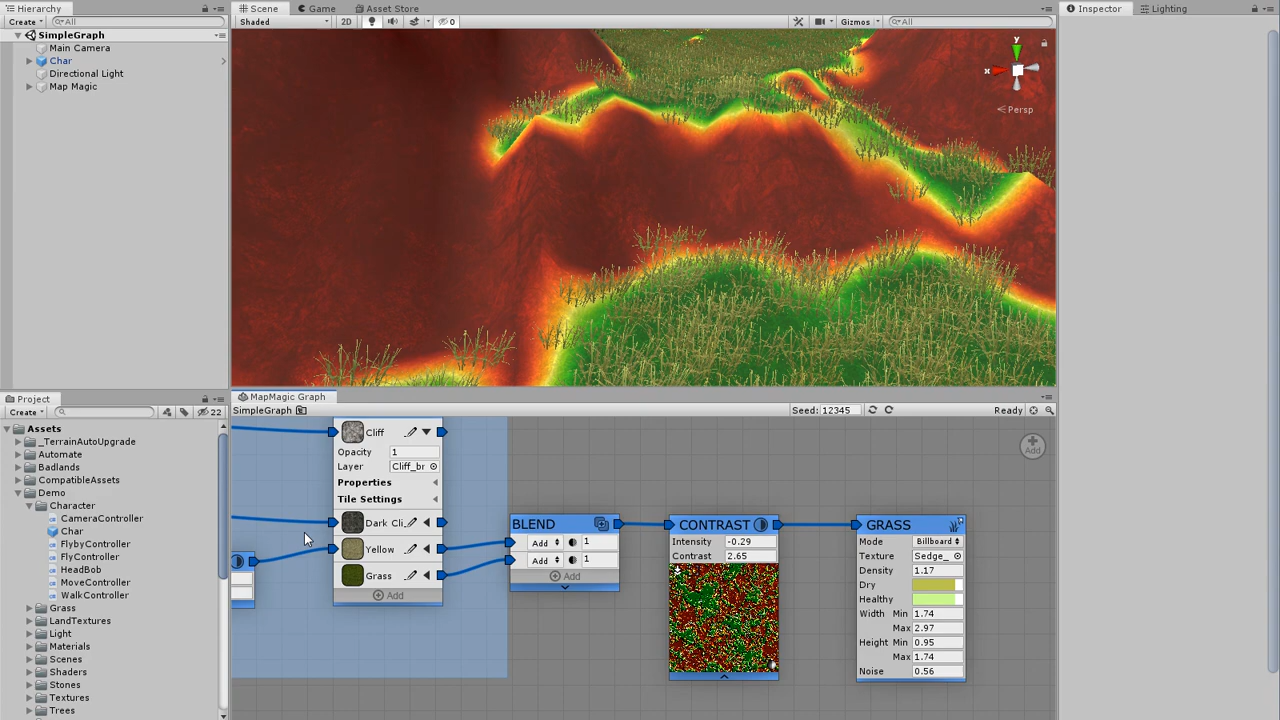 Hierarchy
Create
All
SimpleGraph
Main Camera
Char
Directional Light
Map Magic
Scene
Game
Asset Store
Shaded
2D
0
Gizmos
All
y
x
Persp
Inspector
Lighting
Project
Create
22
Assets
_TerrainAutoUpgrade
Automate
Badlands
CompatibleAssets
Demo
Character
CameraController
Char
FlybyController
FlyController
HeadBob
MoveController
WalkController
Grass
LandTextures
Light
Materials
Scenes
Shaders
Stones
Textures
Trees
MapMagic Graph
SimpleGraph
Seed: 12345
Ready
Add
Cliff
Opacity 1
Layer Cliff_br
Properties
Tile Settings
Dark Cli
Yellow
Grass
Add
BLEND
Add 1
Add 1
Add
CONTRAST
Intensity -0.29
Contrast 2.65
GRASS
Mode Billboard
Texture Sedge_
Density 1.17
Dry
Healthy
Width Min 1.74
Max 2.97
Height Min 0.95
Max 1.74
Noise 0.56